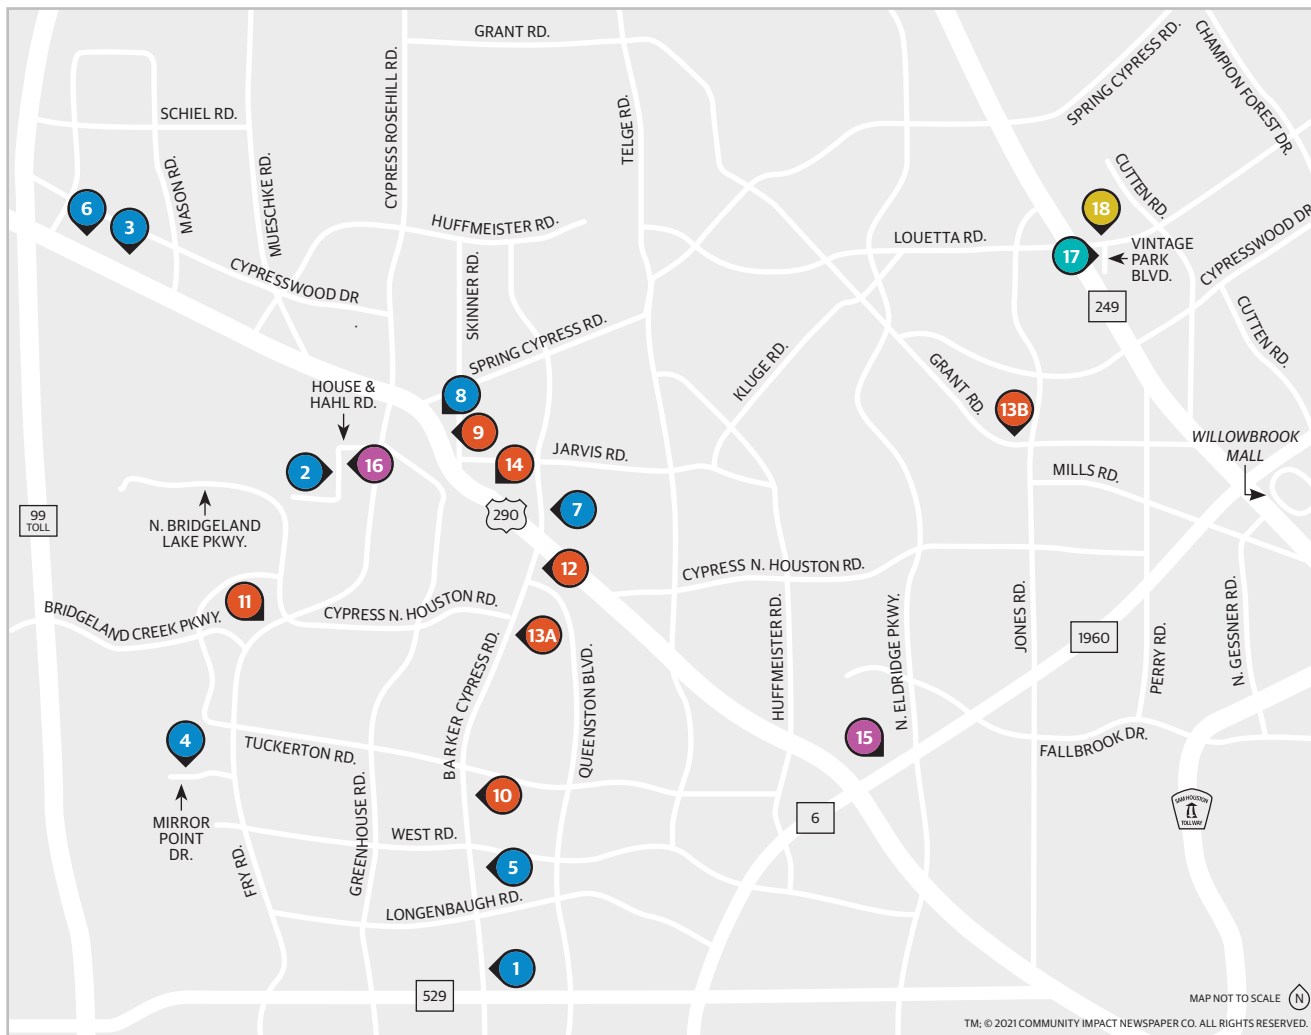 GRANT RD.
SPRING CYPRESS RD.
CHAMPION FOREST DR.
CYPRESS ROSEHILL RD.
TELGE RD.
SCHIEL RD.
MASON RD.
MUESCHKE RD.
CUTTEN RD.
6
3
18
HUFFMEISTER RD.
LOUETTA RD.
17
VINTAGE
PARK
BLVD.
CYPRESSWOOD DR.
CYPRESSWOOD DR
SKINNER RD.
249
SPRING CYPRESS RD.
CUTTEN RD.
KLUGE RD.
GRANT RD.
HOUSE &
HAHL RD.
8
13B
9
WILLOWBROOK
MALL
2
16
14
JARVIS RD.
MILLS RD.
99
TOLL
N. BRIDGELAND
LAKE PKWY.
290
7
12
CYPRESS N. HOUSTON RD.
11
BRIDGELAND CREEK PKWY.
CYPRESS N. HOUSTON RD.
13A
HUFFMEISTER RD.
N. ELDRIDGE PKWY.
JONES RD.
1960
PERRY RD.
N. GESSNER RD.
BARKER CYPRESS RD.
QUEENSTON BLVD.
4
TUCKERTON RD.
15
FALLBROOK DR.
10
MIRROR
POINT
DR.
GREENHOUSE RD.
WEST RD.
6
SAM HOUSTON
TOLLWAY
FRY RD.
5
LONGENBAUGH RD.
1
529
MAP NOT TO SCALE
N
TM; © 2021 COMMUNITY IMPACT NEWSPAPER CO. ALL RIGHTS RESERVED.